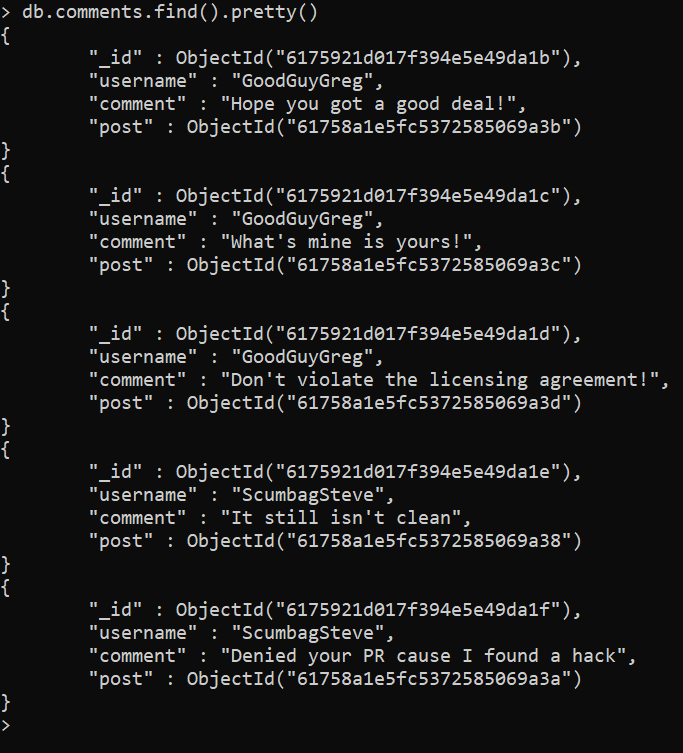 > db.comments.find().pretty()
{
        "_id" : ObjectId("6175921d017f394e5e49da1b"),
        "username" : "GoodGuyGreg",
        "comment" : "Hope you got a good deal!",
        "post" : ObjectId("61758a1e5fc5372585069a3b")
}
{
        "_id" : ObjectId("6175921d017f394e5e49da1c"),
        "username" : "GoodGuyGreg",
        "comment" : "What's mine is yours!",
        "post" : ObjectId("61758a1e5fc5372585069a3c")
}
{
        "_id" : ObjectId("6175921d017f394e5e49da1d"),
        "username" : "GoodGuyGreg",
        "comment" : "Don't violate the licensing agreement!",
        "post" : ObjectId("61758a1e5fc5372585069a3d")
}
{
        "_id" : ObjectId("6175921d017f394e5e49da1e"),
        "username" : "ScumbagSteve",
        "comment" : "It still isn't clean",
        "post" : ObjectId("61758a1e5fc5372585069a38")
}
{
        "_id" : ObjectId("6175921d017f394e5e49da1f"),
        "username" : "ScumbagSteve",
        "comment" : "Denied your PR cause I found a hack",
        "post" : ObjectId("61758a1e5fc5372585069a3a")
}
>